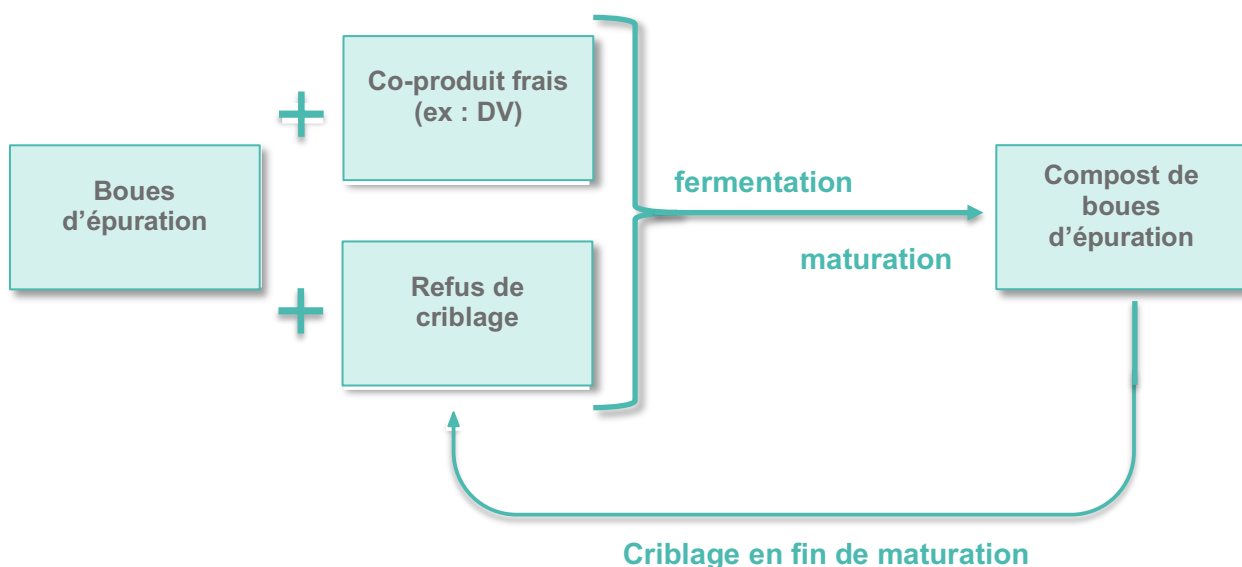 Boues
d’épuration
+
Co-produit frais
(ex : DV)
+
Refus de
criblage
fermentation
maturation
Compost de
boues
d’épuration
Criblage en fin de maturation